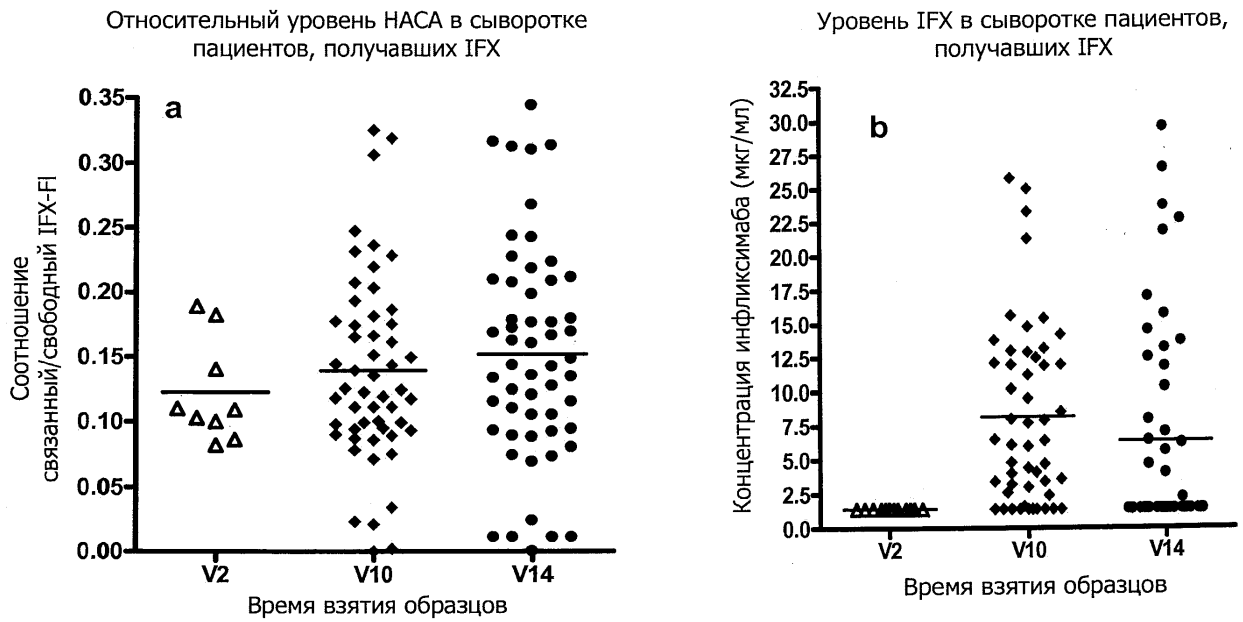 Относительный уровень HACA в сыворотке
пациентов, получавших IFX
a
0.35
0.30
0.25
0.20
0.15
0.10
0.05
0.00
Соотношение
связанный/свободный IFX-Fl
V2
V10
V14
Время взятия образцов
Уровень IFX в сыворотке пациентов,
получавших IFX
b
32.5
30.0
27.5
25.0
22.5
20.0
17.5
15.0
12.5
10.0
7.5
5.0
2.5
0.0
Концентрация инфликсимаба (мкг/мл)
V2
V10
V14
Время взятия образцов